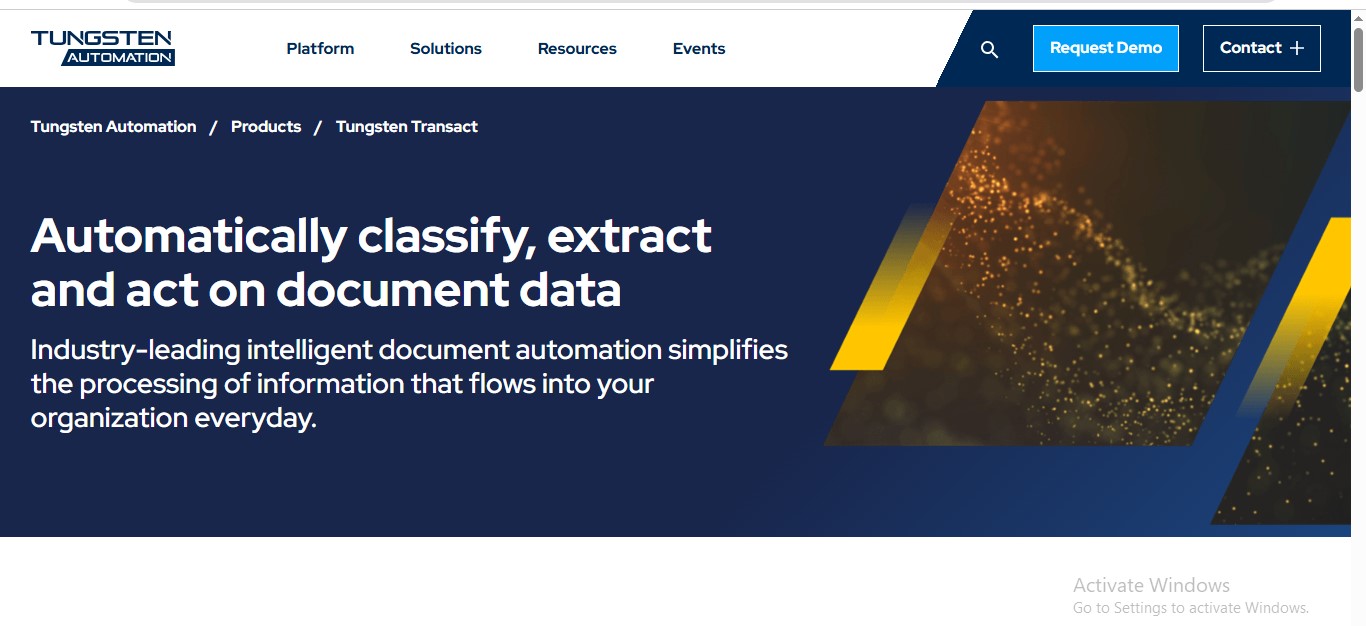 TUNGSTEN
AUTOMATION
Platform
Solutions
Resources
Events
Request Demo
Contact +
Tungsten Automation / Products / Tungsten Transact
Automatically classify, extract
and act on document data
Industry-leading intelligent document automation simplifies
the processing of information that flows into your
organization everyday.
Activate Windows
Go to Settings to activate Windows.